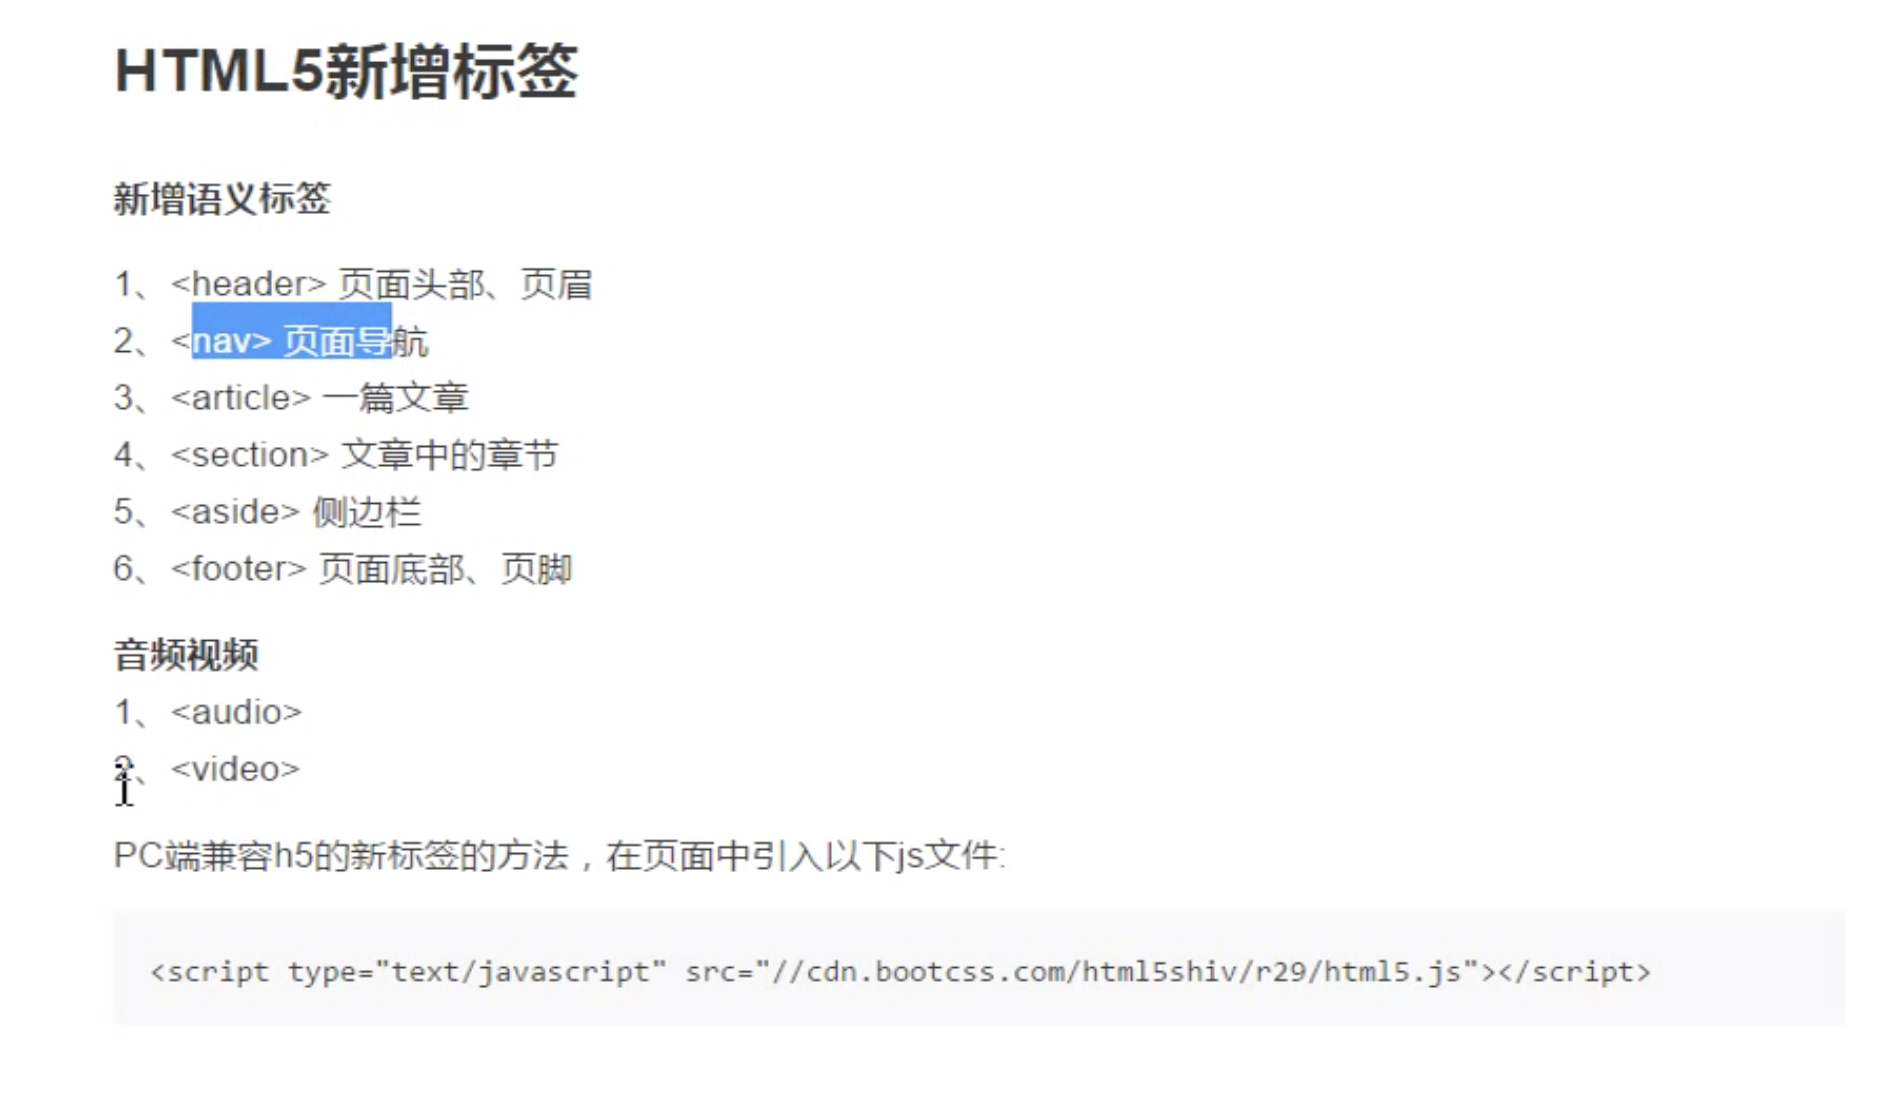 HTML5新增标签
新增语义标签
1、<header> 页面头部、页眉
2、<nav> 页面导航
3、<article> 一篇文章
4、<section> 文章中的章节
5、<aside> 侧边栏
6、<footer> 页面底部、页脚
音频视频
1、<audio>
2、<video>
PC端兼容h5的新标签的方法，在页面中引入以下js文件:
<script type="text/javascript" src="//cdn.bootcss.com/html5shiv/r29/html5.js"></script>